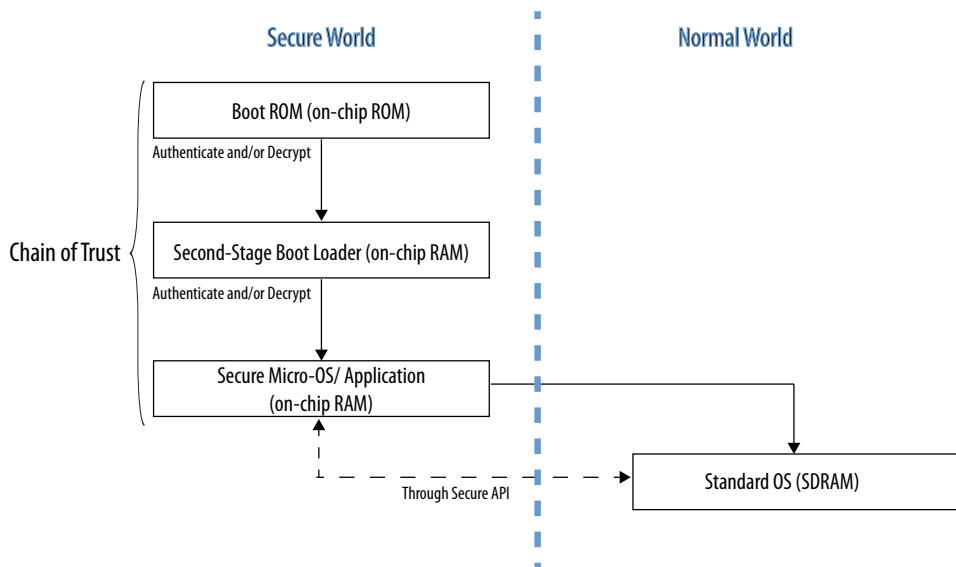 Secure World
Normal World
Boot ROM (on-chip ROM)
Authenticate and/or Decrypt
Chain of Trust
Second-Stage Boot Loader (on-chip RAM)
Authenticate and/or Decrypt
Secure Micro-OS/ Application
(on-chip RAM)
Standard OS (SDRAM)
Through Secure API